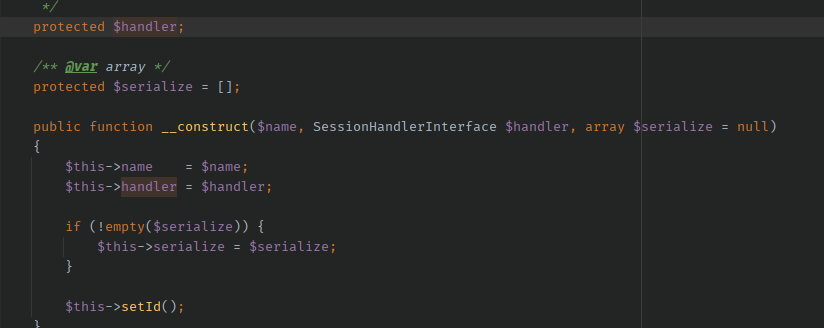 */
protected $handler;
/** @var array */
protected $serialize = [];
public function __construct($name, SessionHandlerInterface $handler, array $serialize = null)
{
$this->name    = $name;
$this->handler = $handler;
if (!empty($serialize)) {
$this->serialize = $serialize;
}
$this->setId();
}